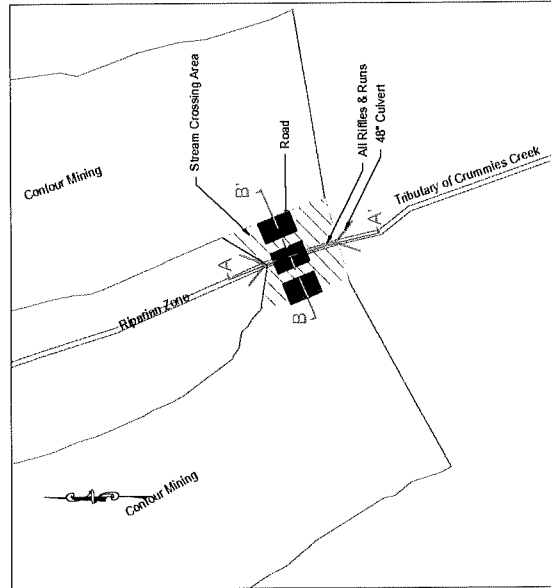 Contour Mining
Stream Crossing Area
Road
B'
A
Riparian Zone
B
All Riffles & Runs
48" Culvert
A'
Tributary of Crummies Creek
Contour Mining